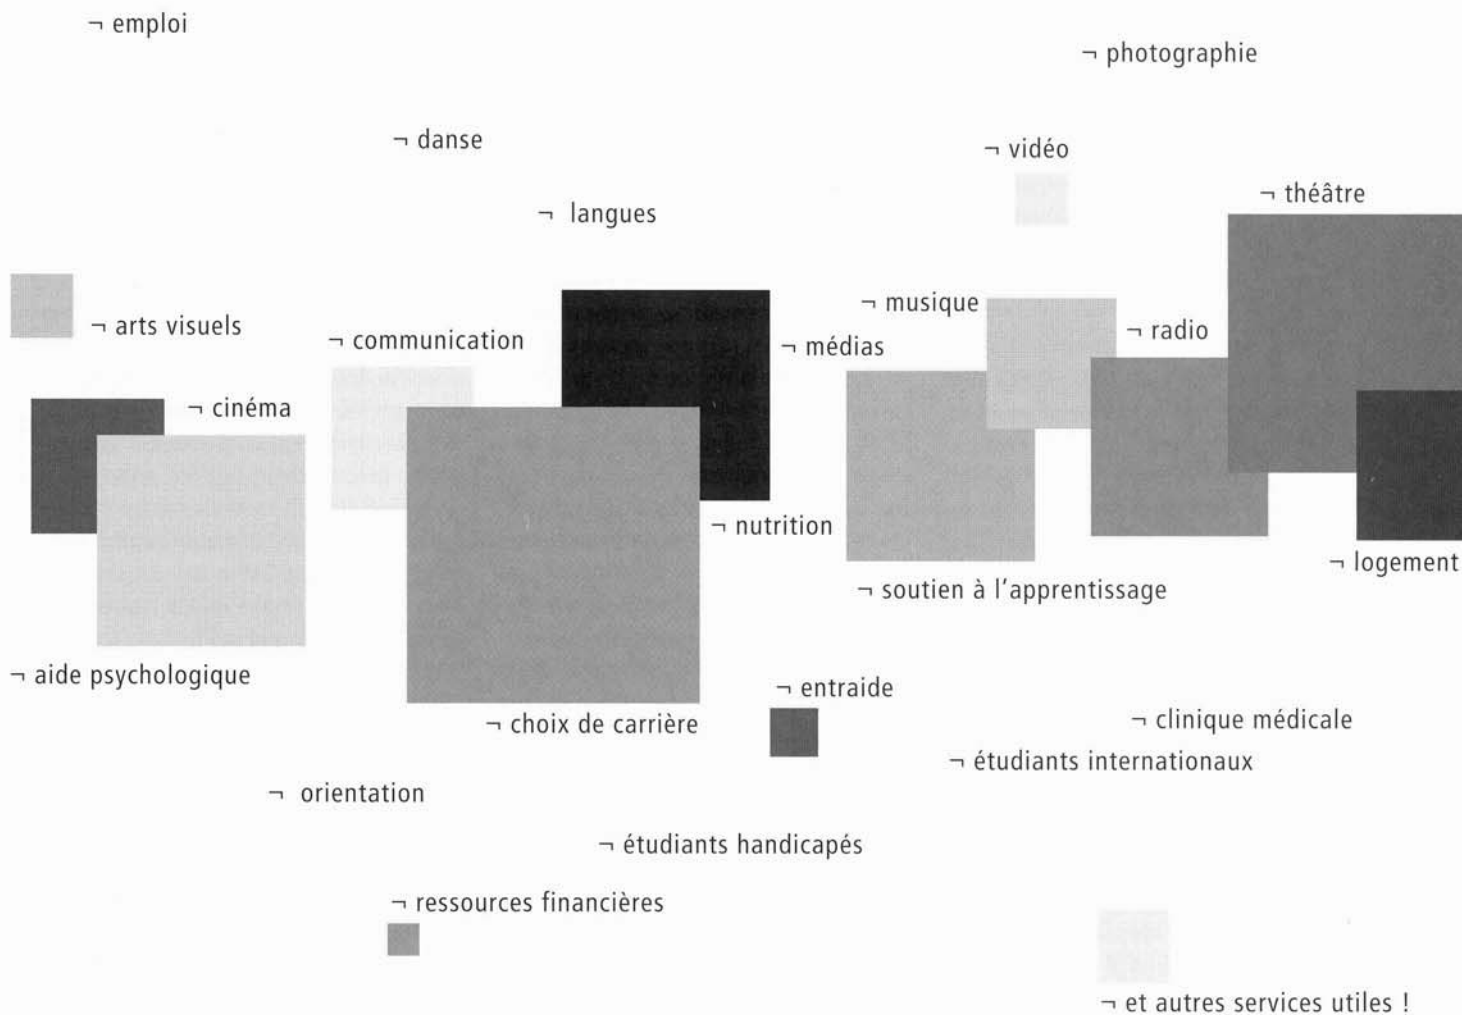 ¬ emploi
¬ photographie
¬ danse
¬ vidéo
¬ théâtre
¬ langues
¬ musique
¬ arts visuels
¬ communication
¬ médias
¬ radio
¬ cinéma
¬ nutrition
¬ logement
¬ soutien à l'apprentissage
¬ aide psychologique
¬ entraide
¬ choix de carrière
¬ clinique médicale
¬ étudiants internationaux
¬ orientation
¬ étudiants handicapés
¬ ressources financières
¬ et autres services utiles !